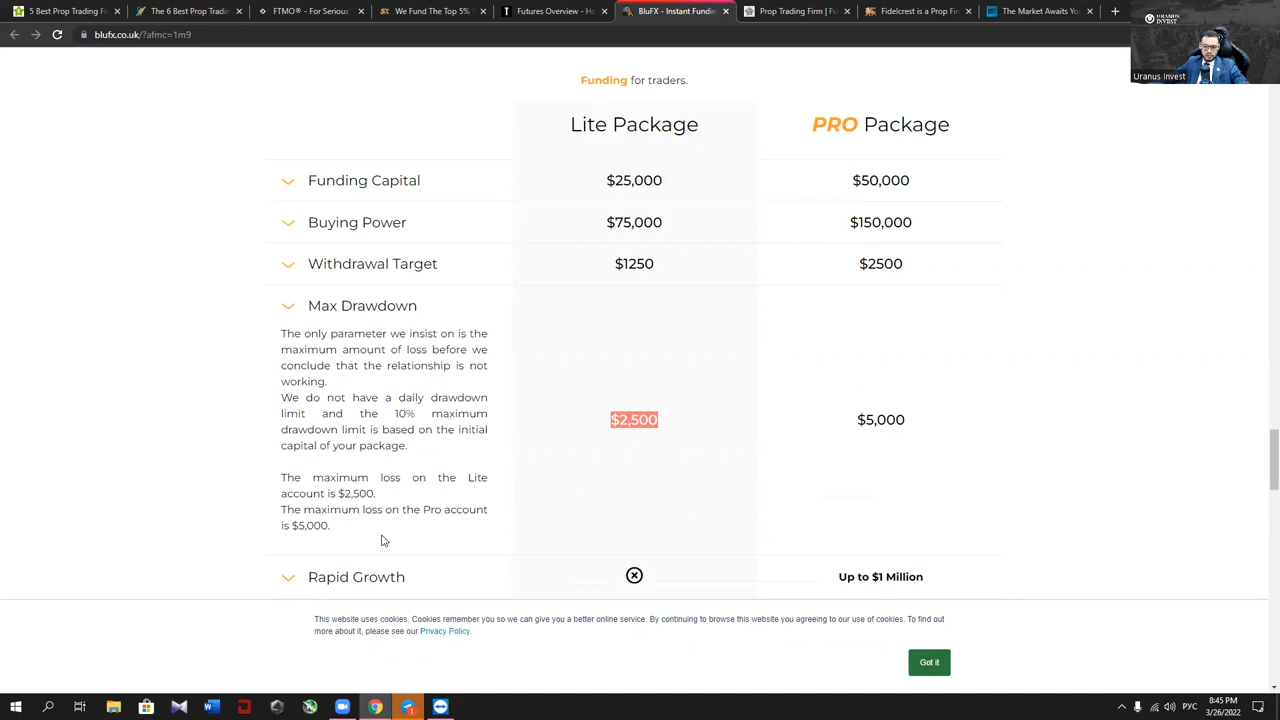 5 Best Prop Tradin
The 6 Best Prop Tradi
FTMO® - For Serious
We Fund The Top 5%
Futures Overview - H
BluFX - Instant Fundin
Prop Trading Firm | Fu
Fidelcrest is a Prop Fi
The Market Awaits Yo
blufx.co.uk/?afmc=1m9
URANUS
INVEST
Uranus Invest
Funding for traders.
Lite Package
PRO Package
Funding Capital
$25,000
$50,000
Buying Power
$75,000
$150,000
Withdrawal Target
$1250
$2500
Max Drawdown
The only parameter we insist on is the
maximum amount of loss before we
conclude that the relationship is not
working.
We do not have a daily drawdown
limit and the 10% maximum
drawdown limit is based on the initial
capital of your package.
The maximum loss on the Lite
account is $2,500.
The maximum loss on the Pro account
is $5,000.
$2,500
$5,000
Rapid Growth
Up to $1 Million
This website uses cookies. Cookies remember you so we can give you a better online service. By continuing to browse this website you agreeing to our use of cookies. To find out
more about it, please see our Privacy Policy.
Got it
РУС
8:45 PM
3/26/2022